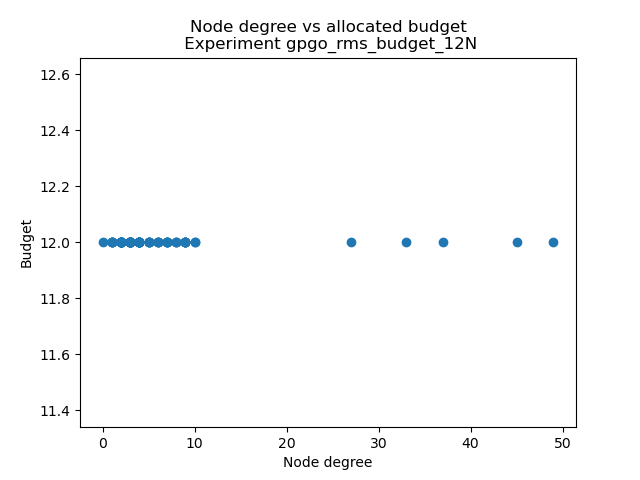 Node degree vs allocated budget
Experiment gpgo_rms_budget_12N
12.6
12.4
12.2
12.0
11.8
11.6
11.4
Budget
0 10 20 30 40 50
Node degree